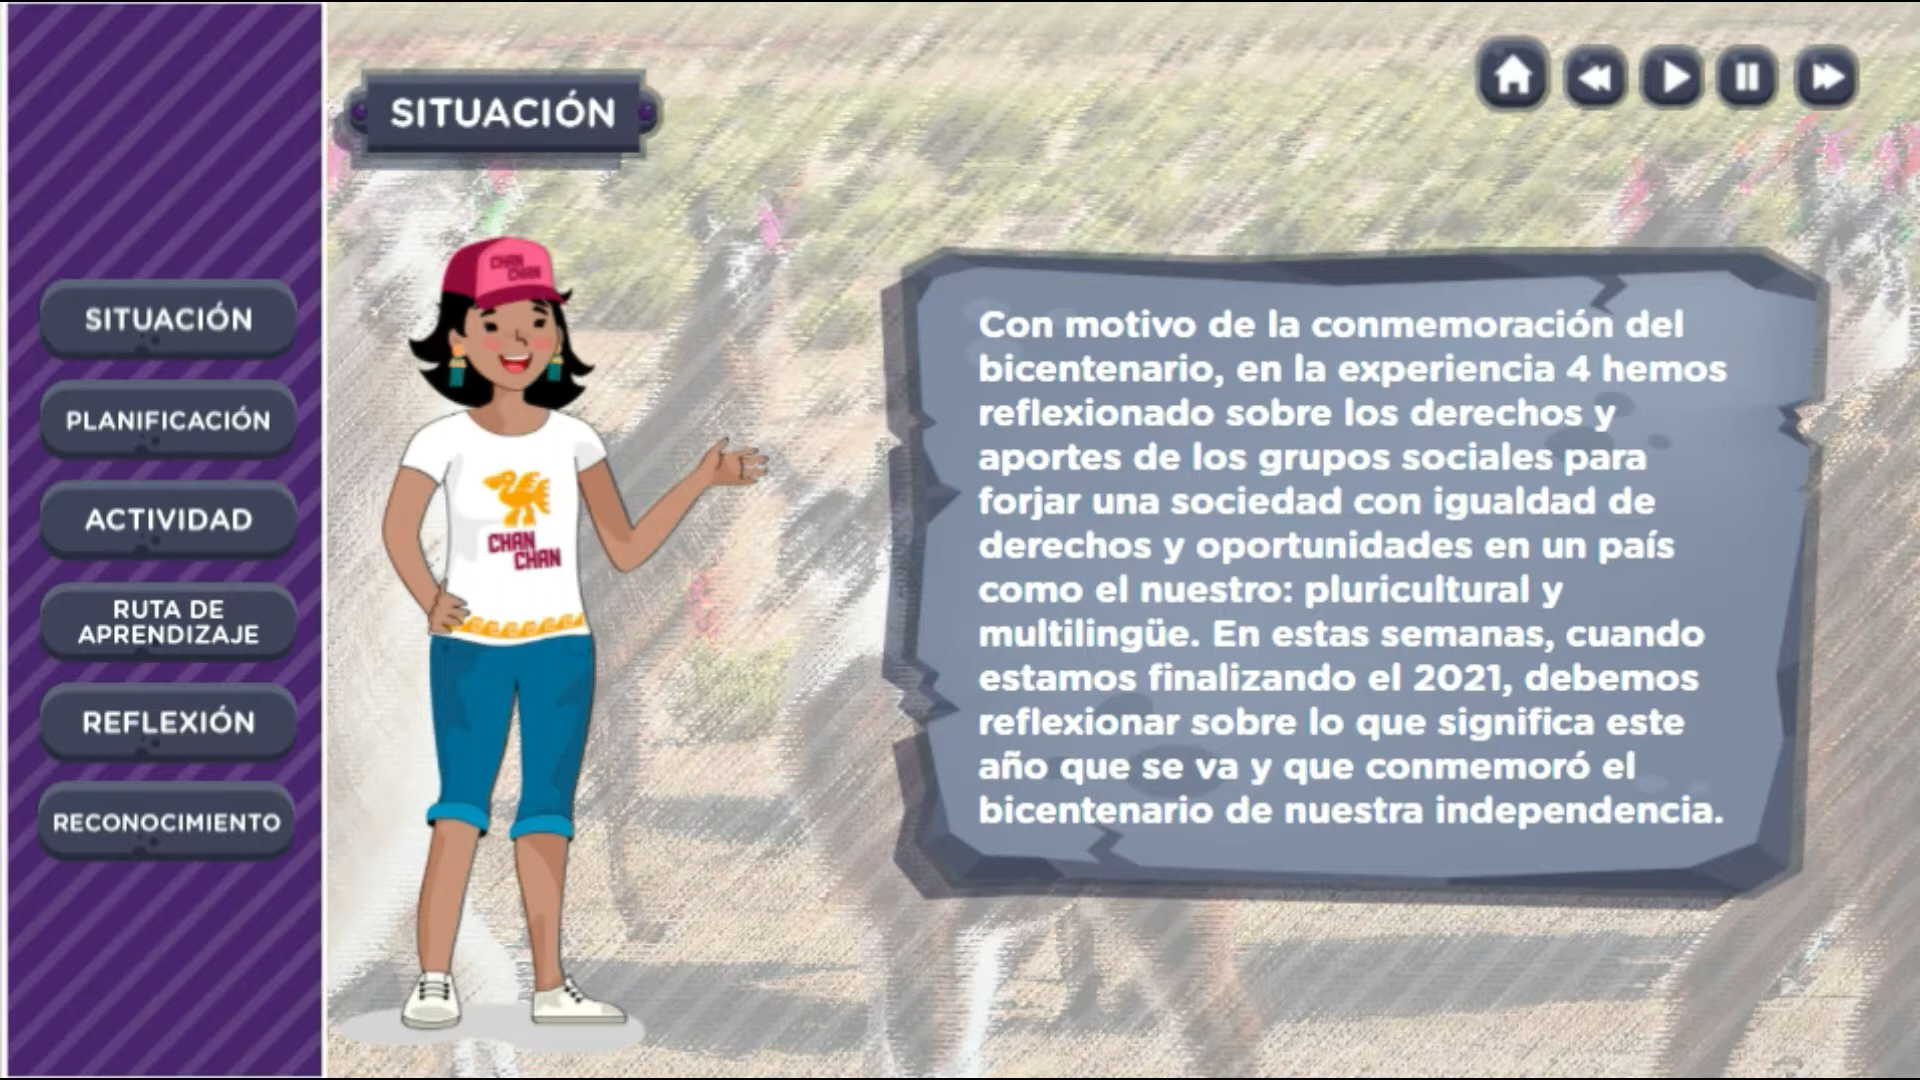 SITUACIÓN
SITUACIÓN
PLANIFICACIÓN
ACTIVIDAD
RUTA DE
APRENDIZAJE
REFLEXIÓN
RECONOCIMIENTO
CHAN
CHAN
CHAN
CHAN
Con motivo de la conmemoración del
bicentenario, en la experiencia 4 hemos
reflexionado sobre los derechos y
aportes de los grupos sociales para
forjar una sociedad con igualdad de
derechos y oportunidades en un país
como el nuestro: pluricultural y
multilingüe. En estas semanas, cuando
estamos finalizando el 2021, debemos
reflexionar sobre lo que significa este
año que se va y que conmemoró el
bicentenario de nuestra independencia.